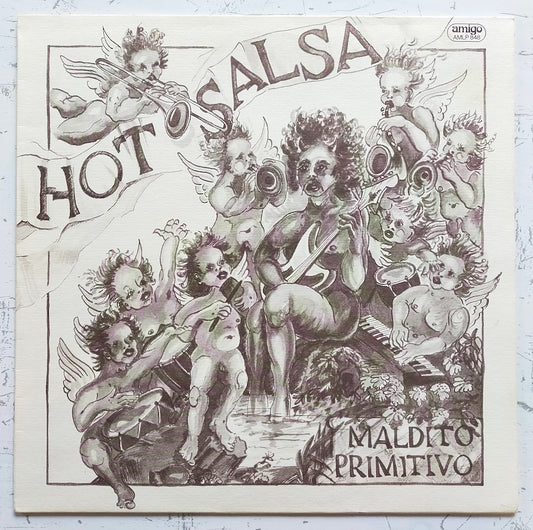 HOT SALSA
amigo
AMLP 846
MALDITO
PRIMITIVO